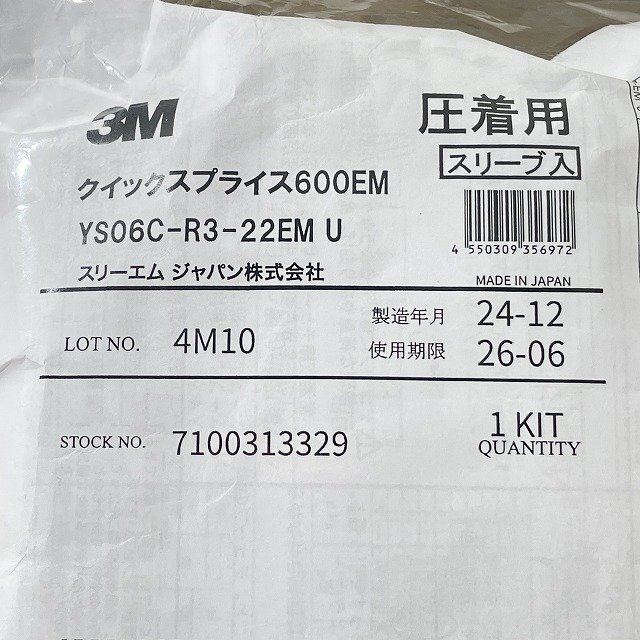 3M
圧着用
スリーブ入
クイックスプライス600EM
YS06C-R3-22EM U
4 550309 356972
スリーエム ジャパン株式会社
MADE IN JAPAN
製造年月 24-12
LOT NO. 4M10
使用期限 26-06
STOCK NO. 7100313329
1 KIT
QUANTITY